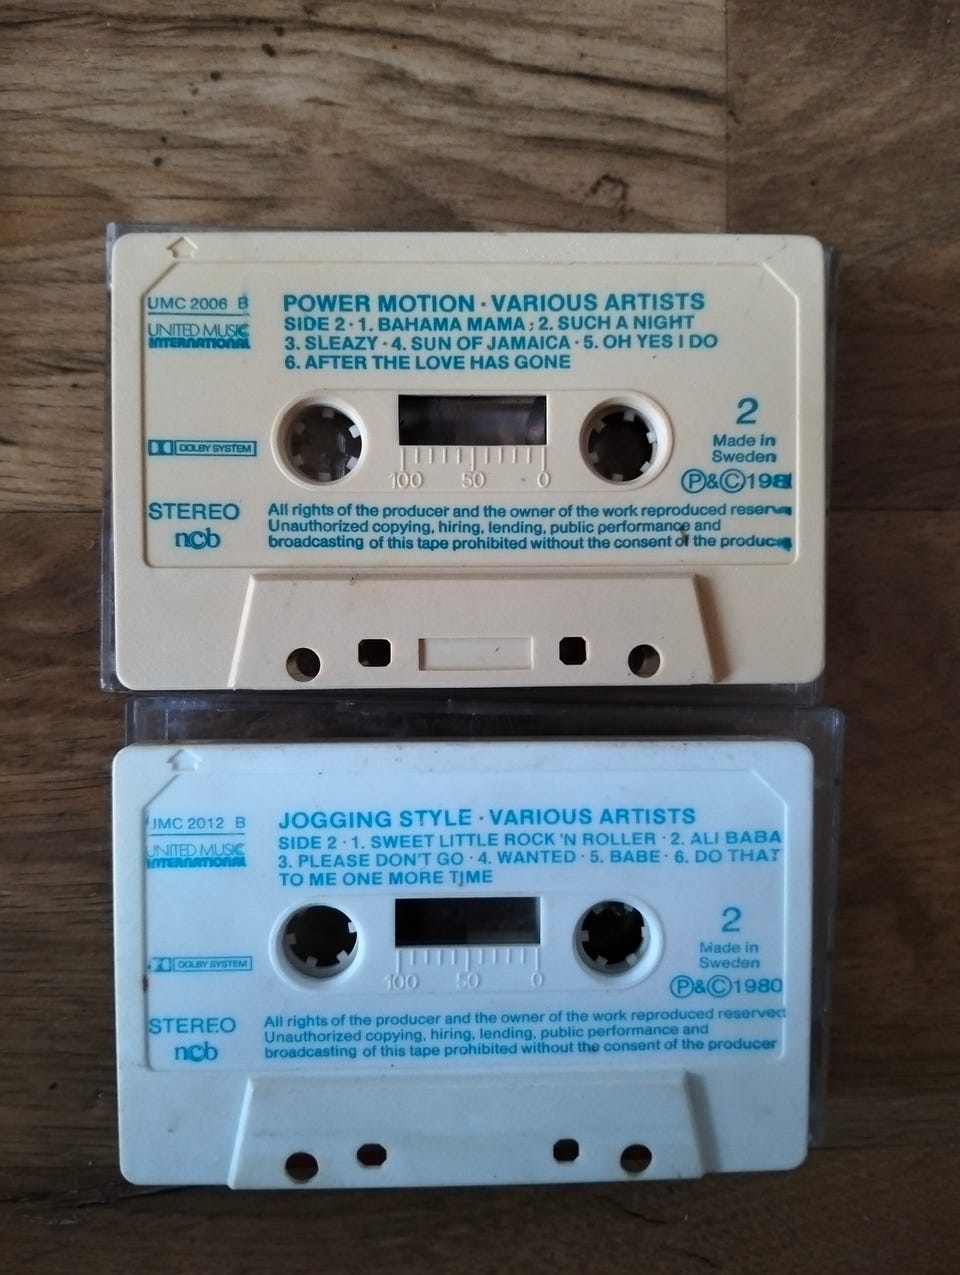 UMC 2006 B
UNITED MUSIC
INTERNATIONAL
POWER MOTION · VARIOUS ARTISTS
SIDE 2 · 1. BAHAMA MAMA · 2. SUCH A NIGHT
3. SLEAZY · 4. SUN OF JAMAICA · 5. OH YES I DO
6. AFTER THE LOVE HAS GONE
DOLBY SYSTEM
100 50 0
2
Made in
Sweden
Ⓟ&Ⓒ198
STEREO
ncb
All rights of the producer and the owner of the work reproduced
Unauthorized copying, hiring, lending, public performance and
broadcasting of this tape prohibited without the consent of the
UMC 2012 B
UNITED MUSIC
INTERNATIONAL
JOGGING STYLE · VARIOUS ARTISTS
SIDE 2 · 1. SWEET LITTLE ROCK 'N ROLLER · 2. ALI BABA
3. PLEASE DON'T GO · 4. WANTED · 5. BABE · 6. DO THAT
TO ME ONE MORE TIME
DOLBY SYSTEM
100 50 0
2
Made in
Sweden
Ⓟ&Ⓒ1980
STEREO
ncb
All rights of the producer and the owner of the work reproduced reserved
Unauthorized copying, hiring, lending, public performance and
broadcasting of this tape prohibited without the consent of the producer